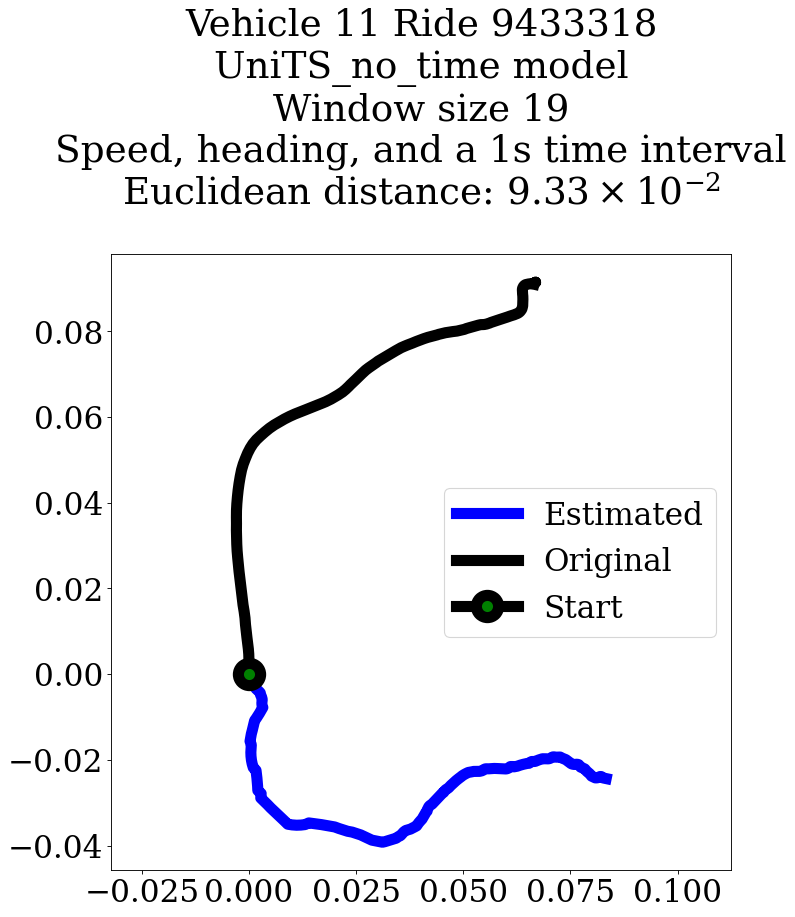 Vehicle 11 Ride 9433318
UniTS_no_time model
Window size 19
Speed, heading, and a 1s time interval
Euclidean distance: 9.33 × 10⁻²
0.08
0.06
0.04
0.02
0.00
−0.02
−0.04
Estimated
Original
Start
−0.025 0.000 0.025 0.050 0.075 0.100